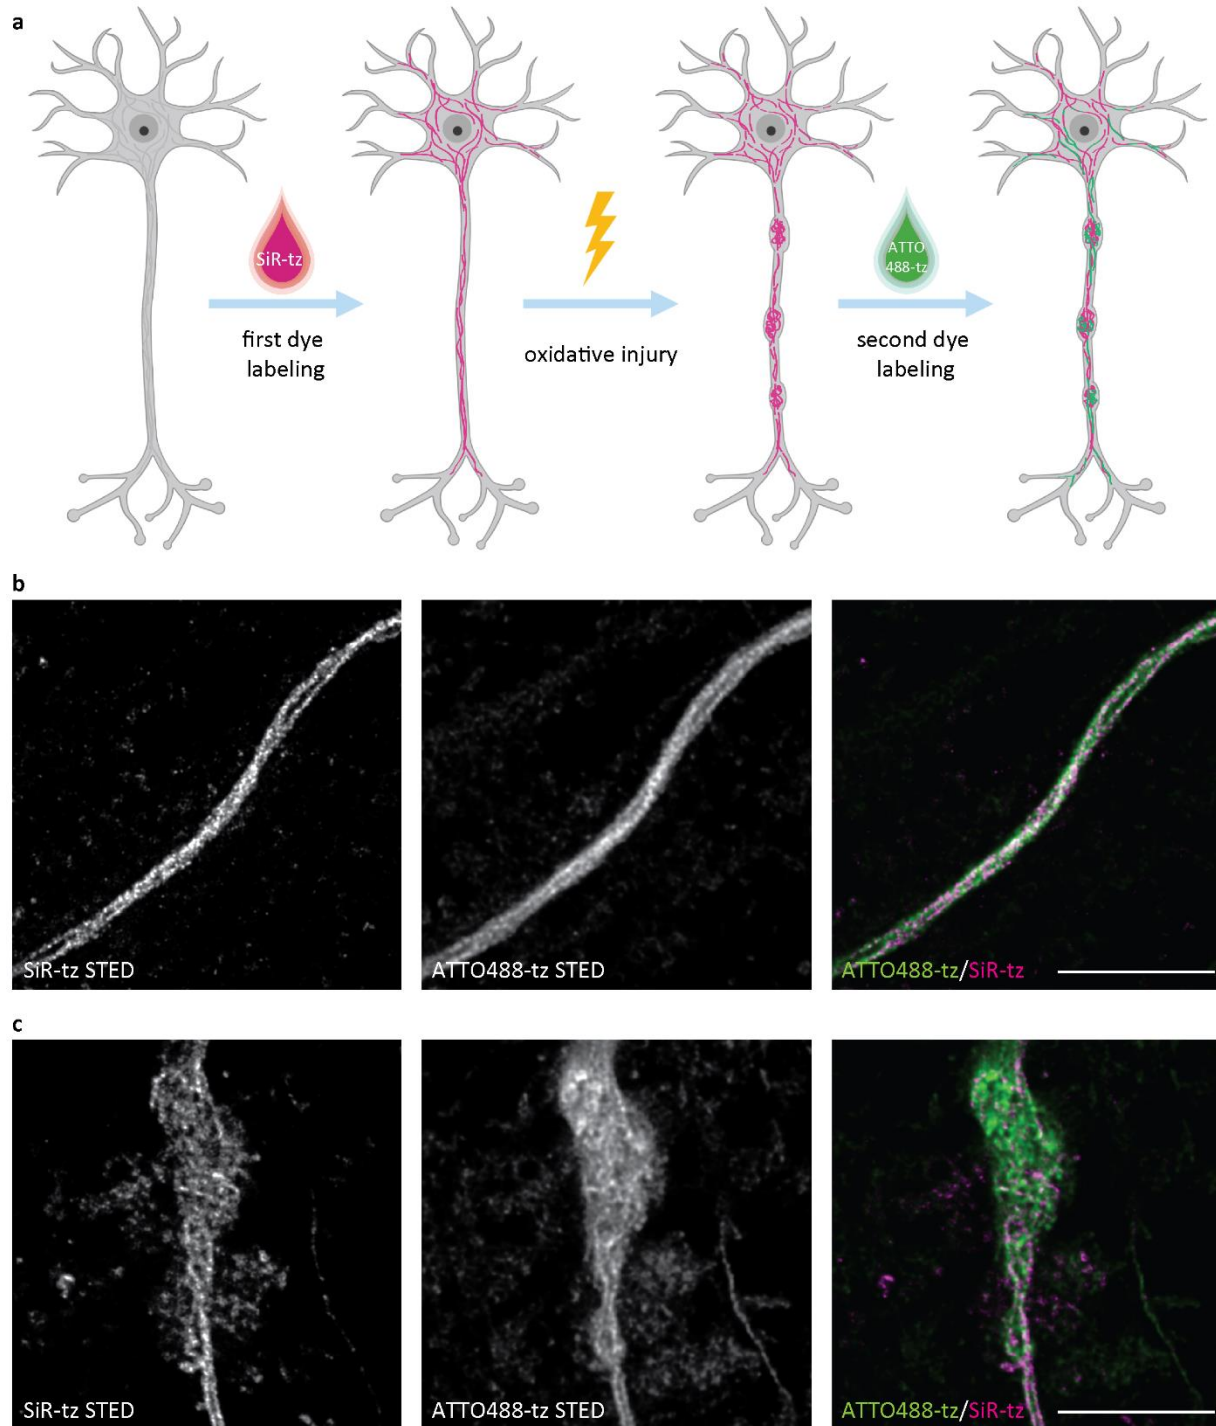 a
SiR-tz
ATTO
488-tz
first dye
labeling
oxidative injury
second dye
labeling
b
SiR-tz STED
ATTO488-tz STED
ATTO488-tz/SiR-tz
c
SiR-tz STED
ATTO488-tz STED
ATTO488-tz/SiR-tz